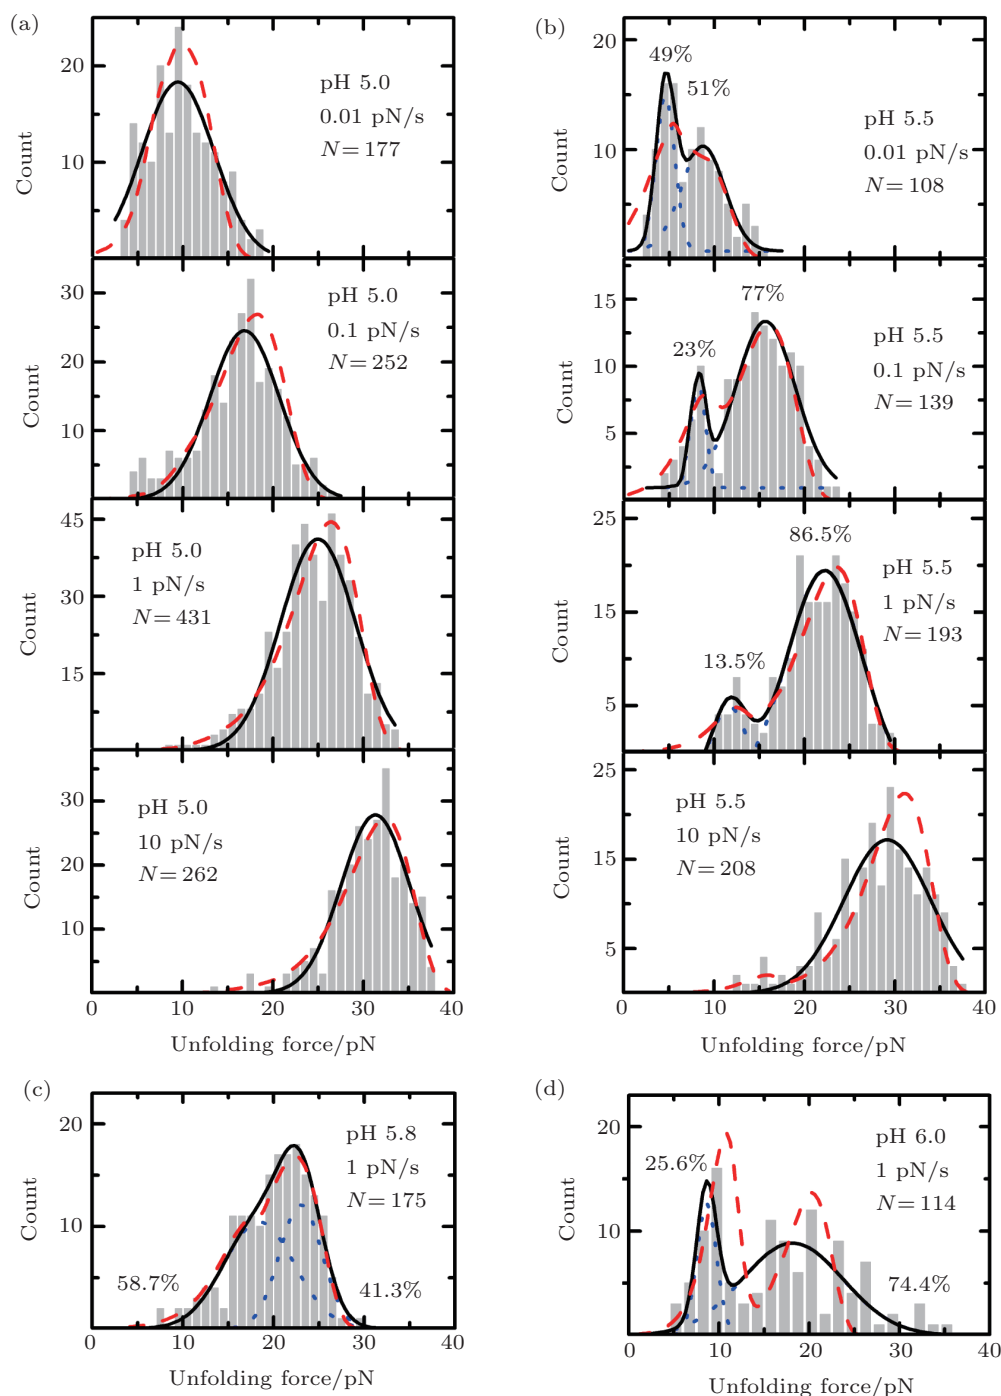 (a)
Count
20
10
pH 5.0
0.01 pN/s
N=177
Count
30
20
10
pH 5.0
0.1 pN/s
N=252
Count
45
30
15
pH 5.0
1 pN/s
N=431
Count
30
20
10
pH 5.0
10 pN/s
N=262
0 10 20 30 40
Unfolding force/pN
(b)
Count
20
10
49%
51%
pH 5.5
0.01 pN/s
N=108
Count
15
10
5
77%
23%
pH 5.5
0.1 pN/s
N=139
Count
25
15
5
86.5%
13.5%
pH 5.5
1 pN/s
N=193
Count
25
15
5
pH 5.5
10 pN/s
N=208
0 10 20 30 40
Unfolding force/pN
(c)
Count
20
10
0
pH 5.8
1 pN/s
N=175
58.7%
41.3%
0 10 20 30 40
Unfolding force/pN
(d)
Count
20
10
0
pH 6.0
1 pN/s
N=114
25.6%
74.4%
0 10 20 30 40
Unfolding force/pN